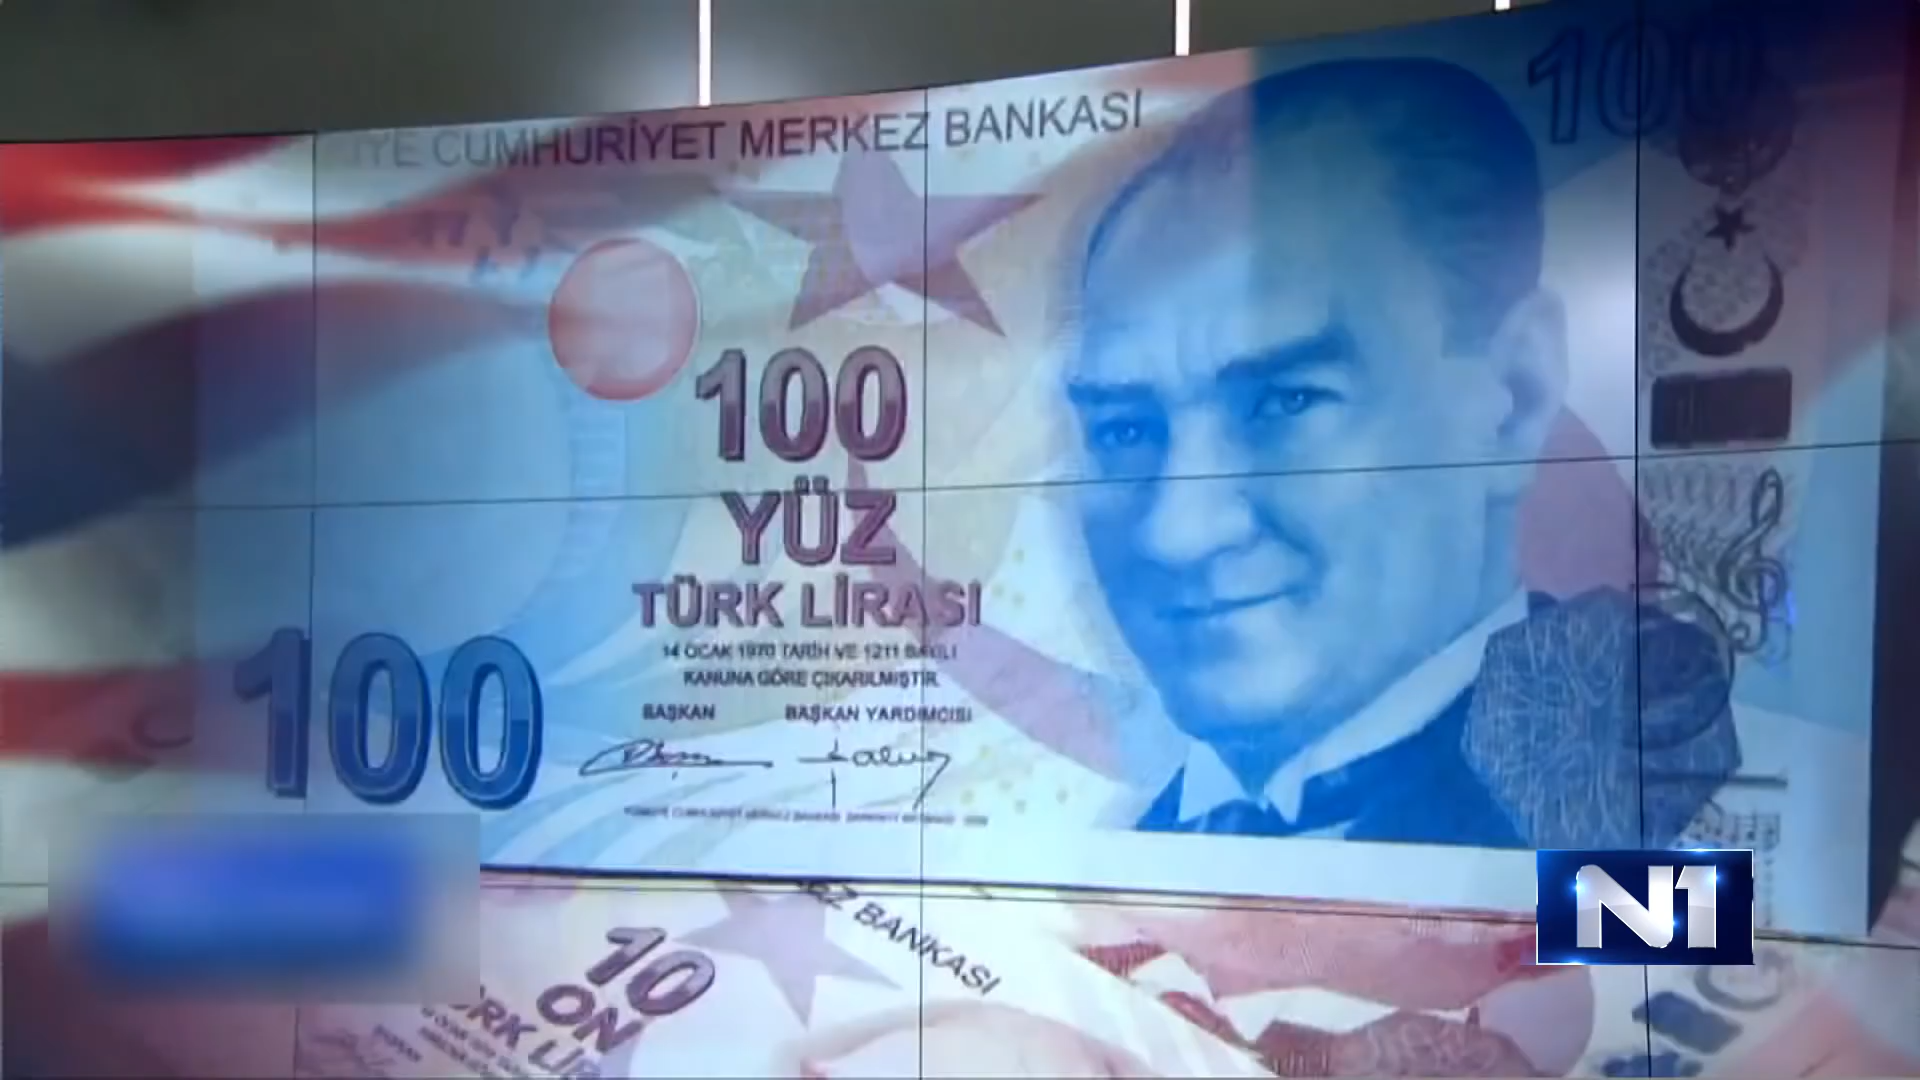 CUMHURİYET MERKEZ BANKASI
100
100
YÜZ
TÜRK LİRASI
14 OCAK 1970 TARİH VE 1211 SAYILI
KANUNA GÖRE ÇIKARILMIŞTIR.
BAŞKAN BAŞKAN YARDIMCISI
100
BANKASI
10
ON
N1